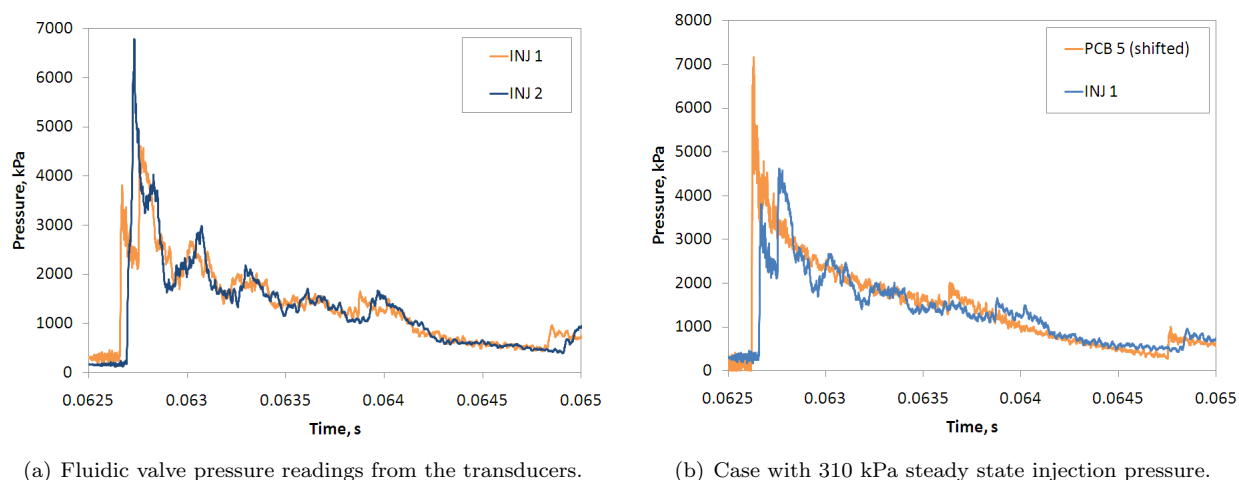 7000
6000
5000
4000
3000
2000
1000
0
Pressure, kPa
INJ 1
INJ 2
0.0625 0.063 0.0635 0.064 0.0645 0.065
Time, s
(a) Fluidic valve pressure readings from the transducers.
8000
7000
6000
5000
4000
3000
2000
1000
0
Pressure, kPa
PCB 5 (shifted)
INJ 1
0.0625 0.063 0.0635 0.064 0.0645 0.065
Time, s
(b) Case with 310 kPa steady state injection pressure.